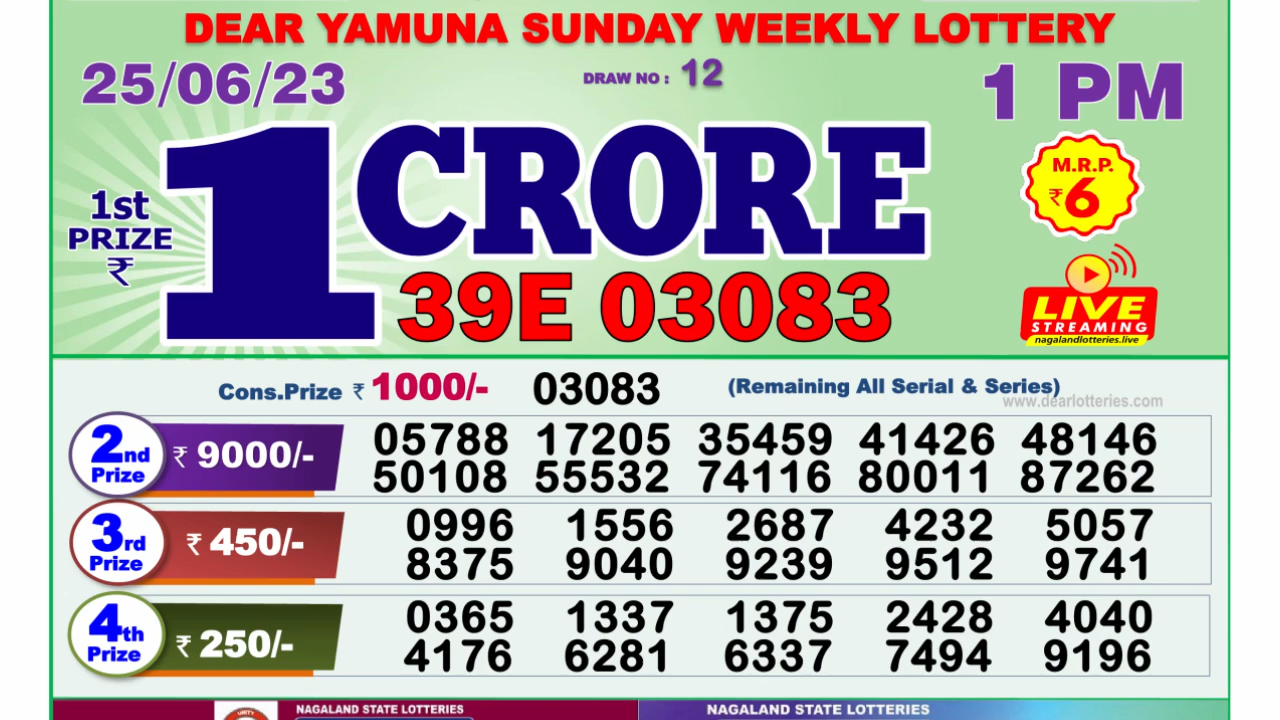 DEAR YAMUNA SUNDAY WEEKLY LOTTERY
25/06/23
DRAW NO : 12
1 PM
1st
PRIZE
₹
1 CRORE
39E 03083
M.R.P.
₹6
LIVE
STREAMING
nagalandlotteries.live
Cons.Prize ₹ 1000/- 03083 (Remaining All Serial & Series)
www.dearlotteries.com
2nd Prize ₹ 9000/-
05788 17205 35459 41426 48146
50108 55532 74116 80011 87262
3rd Prize ₹ 450/-
0996 1556 2687 4232 5057
8375 9040 9239 9512 9741
4th Prize ₹ 250/-
0365 1337 1375 2428 4040
4176 6281 6337 7494 9196
UNITY
NAGALAND STATE LOTTERIES
NAGALAND STATE LOTTERIES